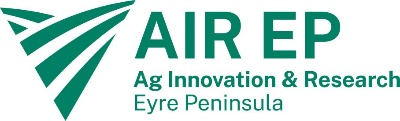 AIR EP
Ag Innovation & Research
Eyre Peninsula